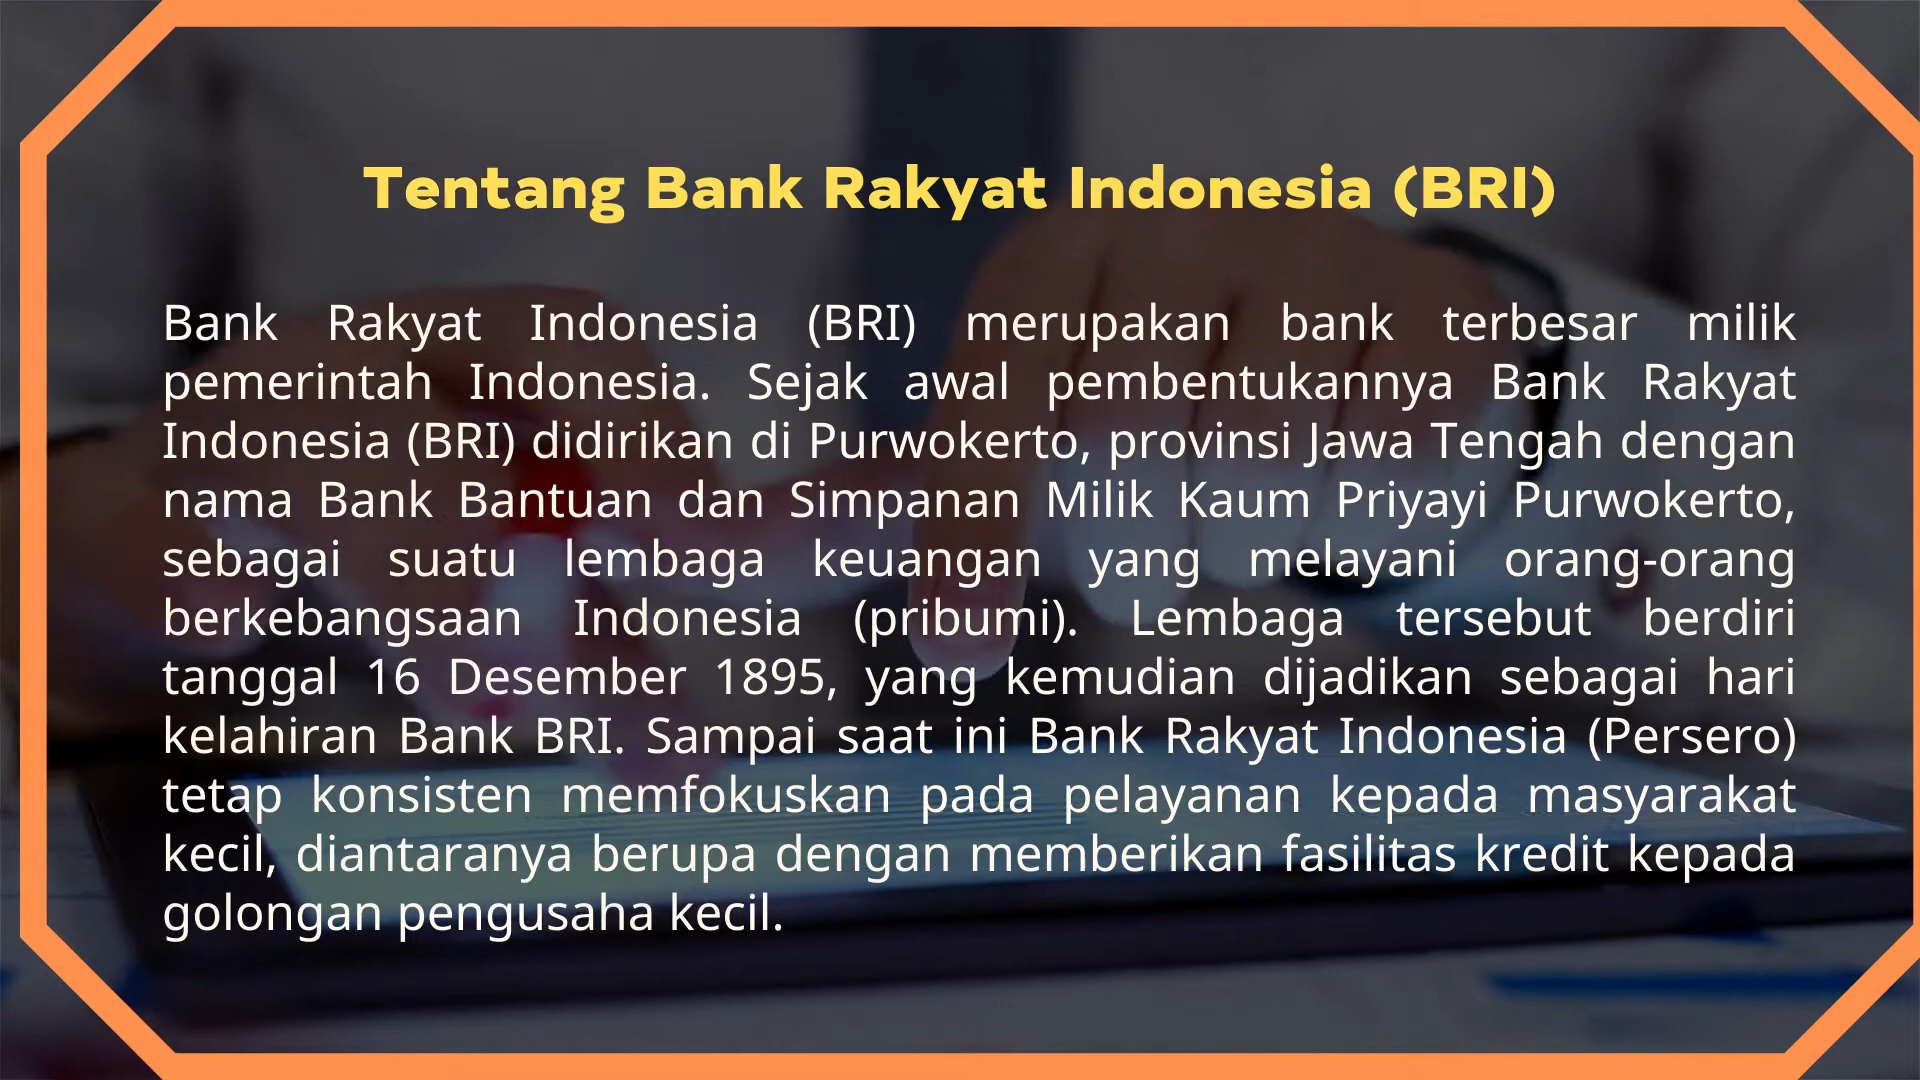 Tentang Bank Rakyat Indonesia (BRI)
Bank Rakyat Indonesia (BRI) merupakan bank terbesar milik
pemerintah Indonesia. Sejak awal pembentukannya Bank Rakyat
Indonesia (BRI) didirikan di Purwokerto, provinsi Jawa Tengah dengan
nama Bank Bantuan dan Simpanan Milik Kaum Priyayi Purwokerto,
sebagai suatu lembaga keuangan yang melayani orang-orang
berkebangsaan Indonesia (pribumi). Lembaga tersebut berdiri
tanggal 16 Desember 1895, yang kemudian dijadikan sebagai hari
kelahiran Bank BRI. Sampai saat ini Bank Rakyat Indonesia (Persero)
tetap konsisten memfokuskan pada pelayanan kepada masyarakat
kecil, diantaranya berupa dengan memberikan fasilitas kredit kepada
golongan pengusaha kecil.